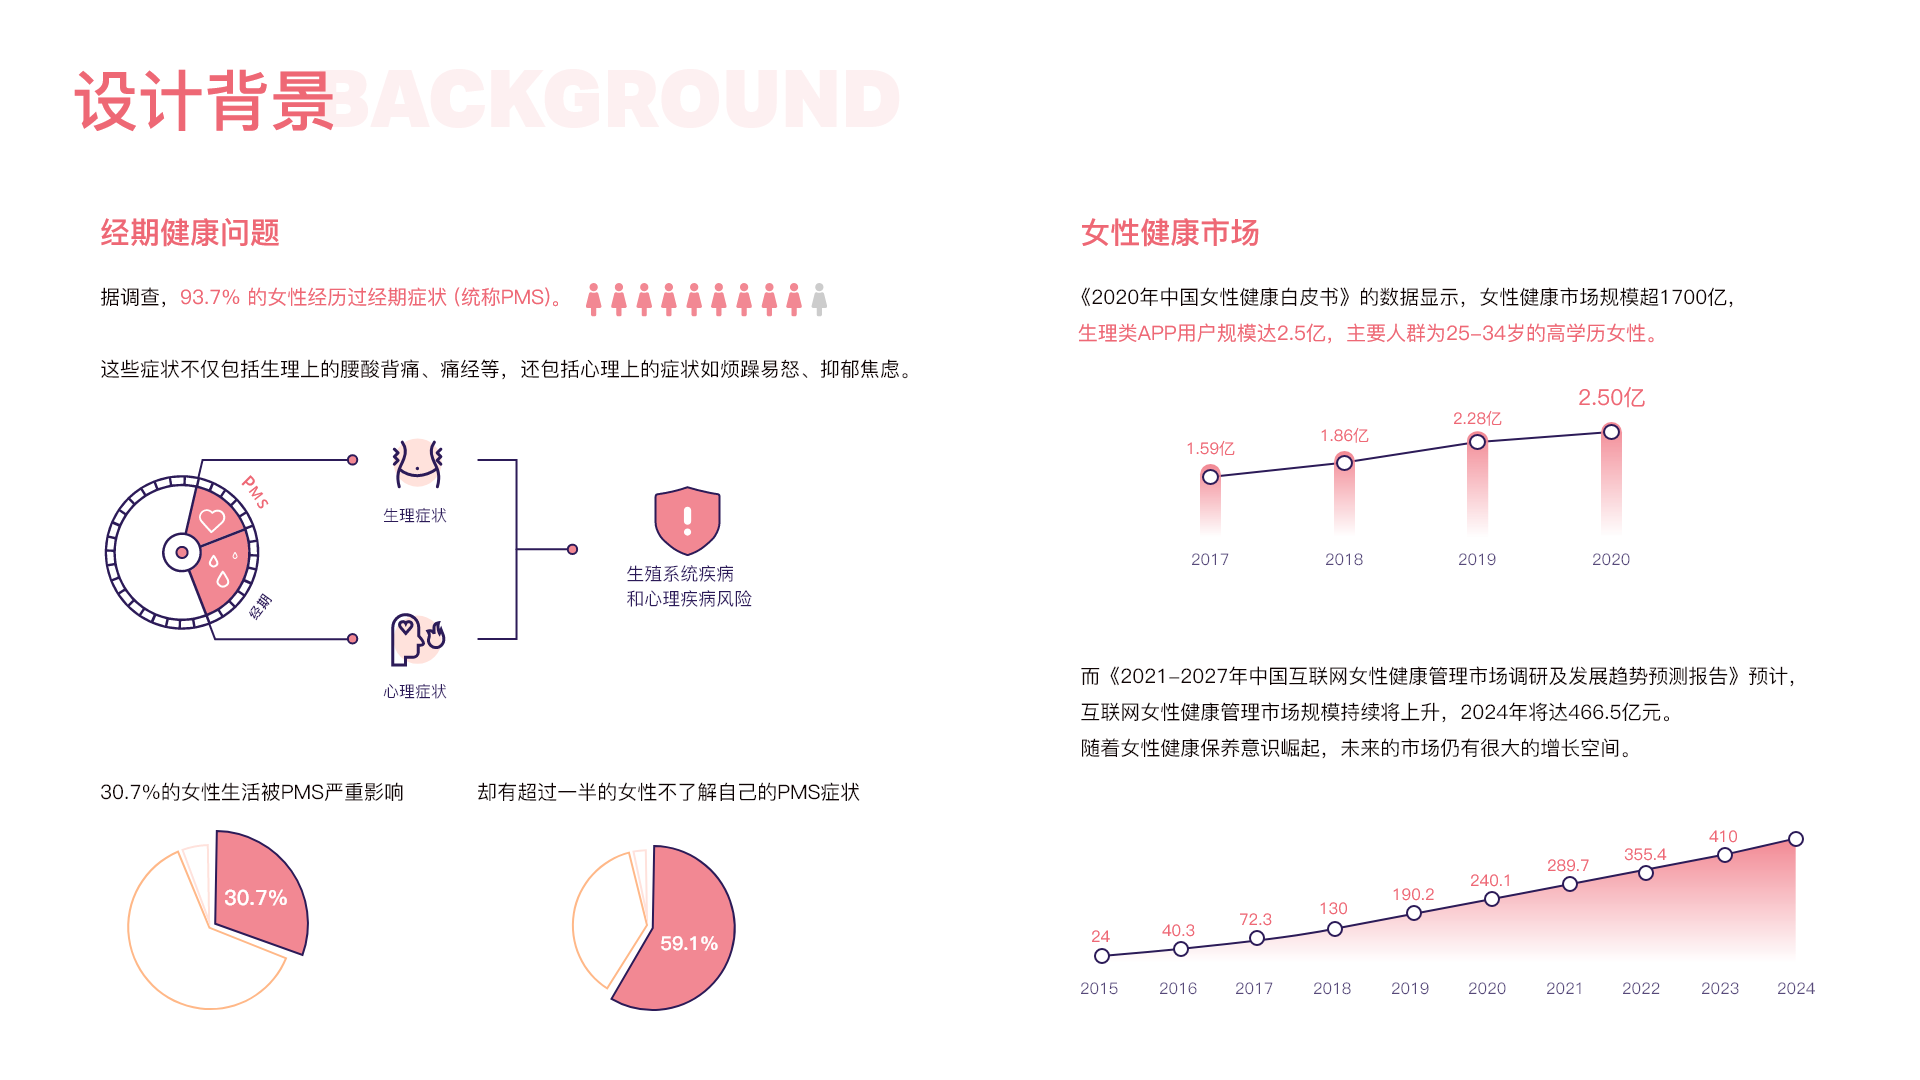 设计背景
BACKGROUND
经期健康问题
据调查，93.7% 的女性经历过经期症状 (统称PMS)。
这些症状不仅包括生理上的腰酸背痛、痛经等，还包括心理上的症状如烦躁易怒、抑郁焦虑。
PMS
经期
生理症状
心理症状
生殖系统疾病
和心理疾病风险
30.7%的女性生活被PMS严重影响
30.7%
却有超过一半的女性不了解自己的PMS症状
59.1%
女性健康市场
《2020年中国女性健康白皮书》的数据显示，女性健康市场规模超1700亿，
生理类APP用户规模达2.5亿，主要人群为25-34岁的高学历女性。
1.59亿
1.86亿
2.28亿
2.50亿
2017
2018
2019
2020
而《2021-2027年中国互联网女性健康管理市场调研及发展趋势预测报告》预计，
互联网女性健康管理市场规模持续将上升，2024年将达466.5亿元。
随着女性健康保养意识崛起，未来的市场仍有很大的增长空间。
24
40.3
72.3
130
190.2
240.1
289.7
355.4
410
2015
2016
2017
2018
2019
2020
2021
2022
2023
2024